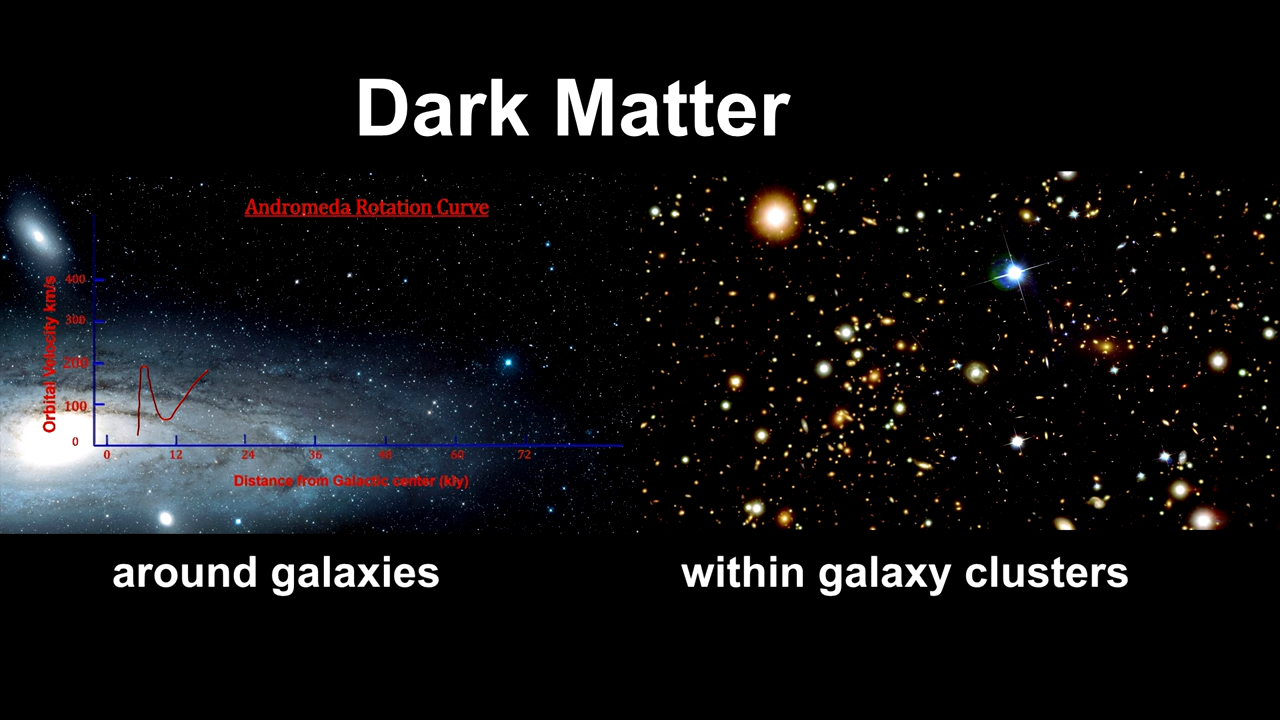 Dark Matter
Andromeda Rotation Curve
Orbital Velocity km/s
400
300
200
100
0
0 12 24 36 48 60 72
Distance from Galactic center (kly)
around galaxies
within galaxy clusters